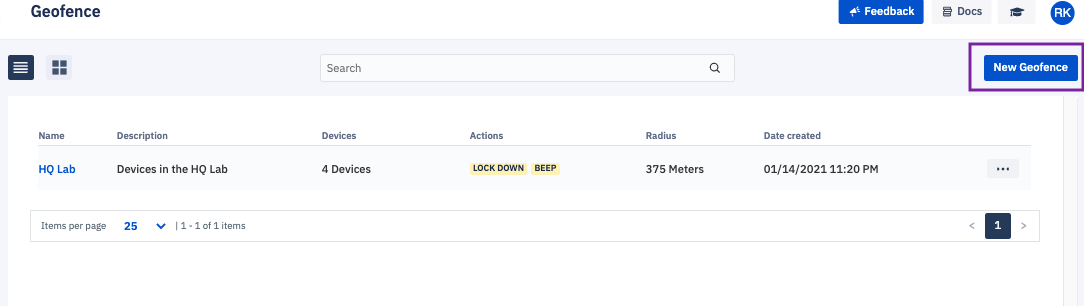 Geofence
Feedback
Docs
RK
Search
New Geofence
Name Description Devices Actions Radius Date created
HQ Lab Devices in the HQ Lab 4 Devices LOCK DOWN BEEP 375 Meters 01/14/2021 11:20 PM ...
Items per page 25 | 1 - 1 of 1 items < 1 >